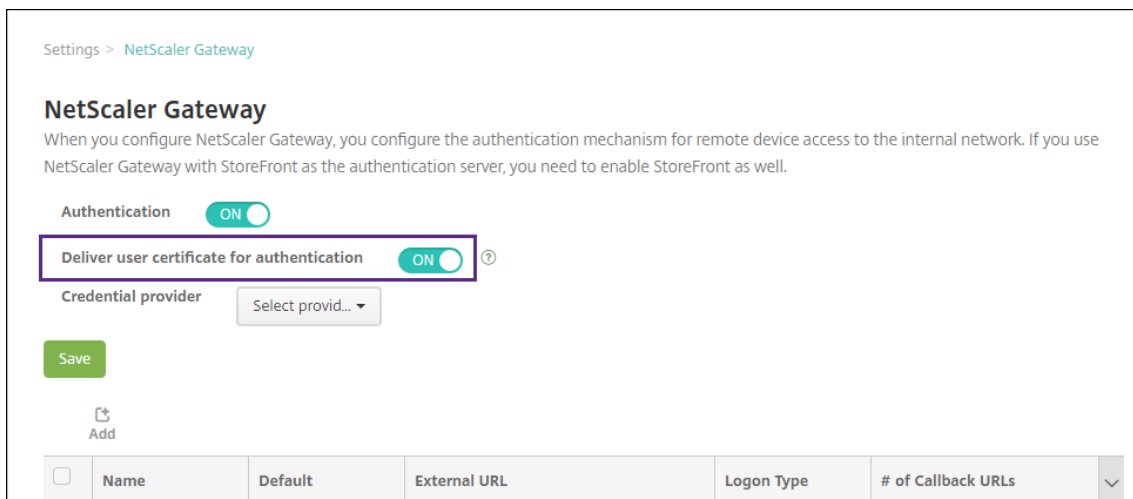 Settings > NetScaler Gateway
NetScaler Gateway
When you configure NetScaler Gateway, you configure the authentication mechanism for remote device access to the internal network. If you use
NetScaler Gateway with StoreFront as the authentication server, you need to enable StoreFront as well.
Authentication ON
Deliver user certificate for authentication ON ?
Credential provider Select provid...
Save
Add
Name Default External URL Logon Type # of Callback URLs